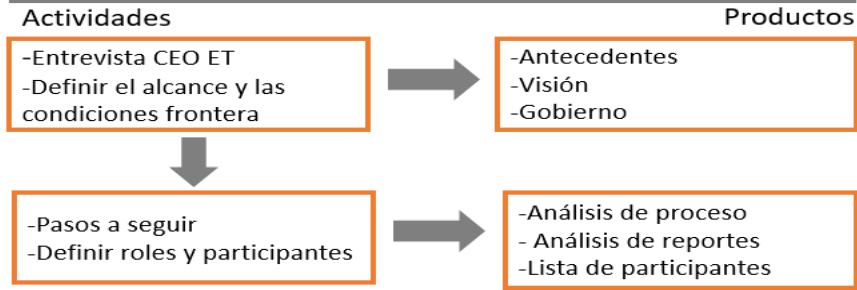 Actividades
Productos
-Entrevista CEO ET
-Definir el alcance y las
condiciones frontera
-Antecedentes
-Visión
-Gobierno
-Pasos a seguir
-Definir roles y participantes
-Análisis de proceso
- Análisis de reportes
-Lista de participantes